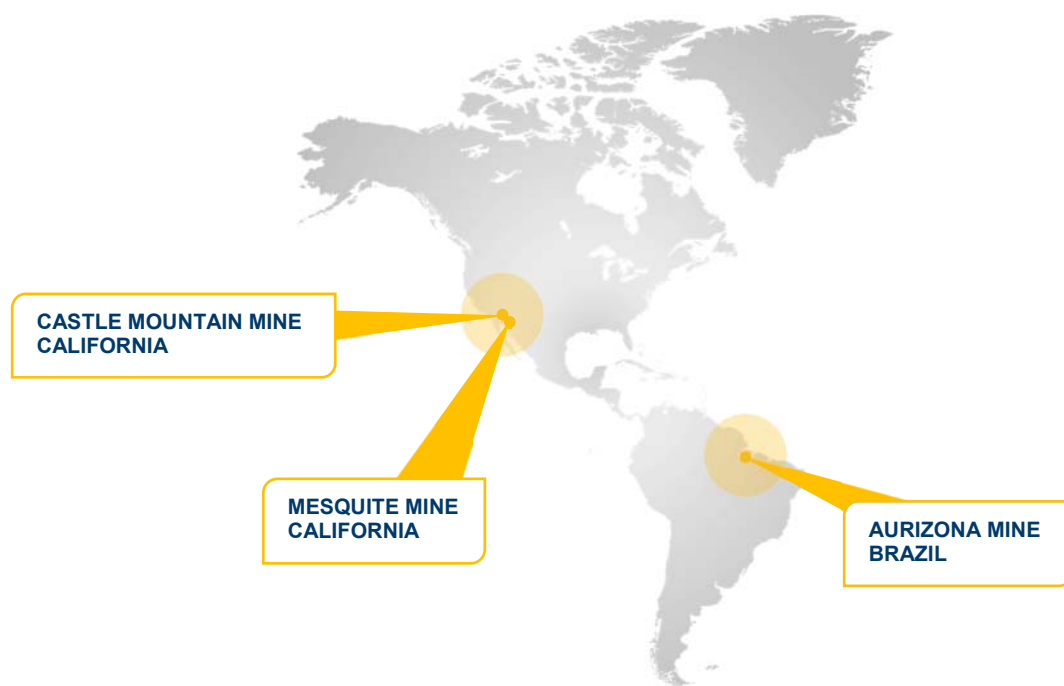 CASTLE MOUNTAIN MINE
CALIFORNIA
MESQUITE MINE
CALIFORNIA
AURIZONA MINE
BRAZIL